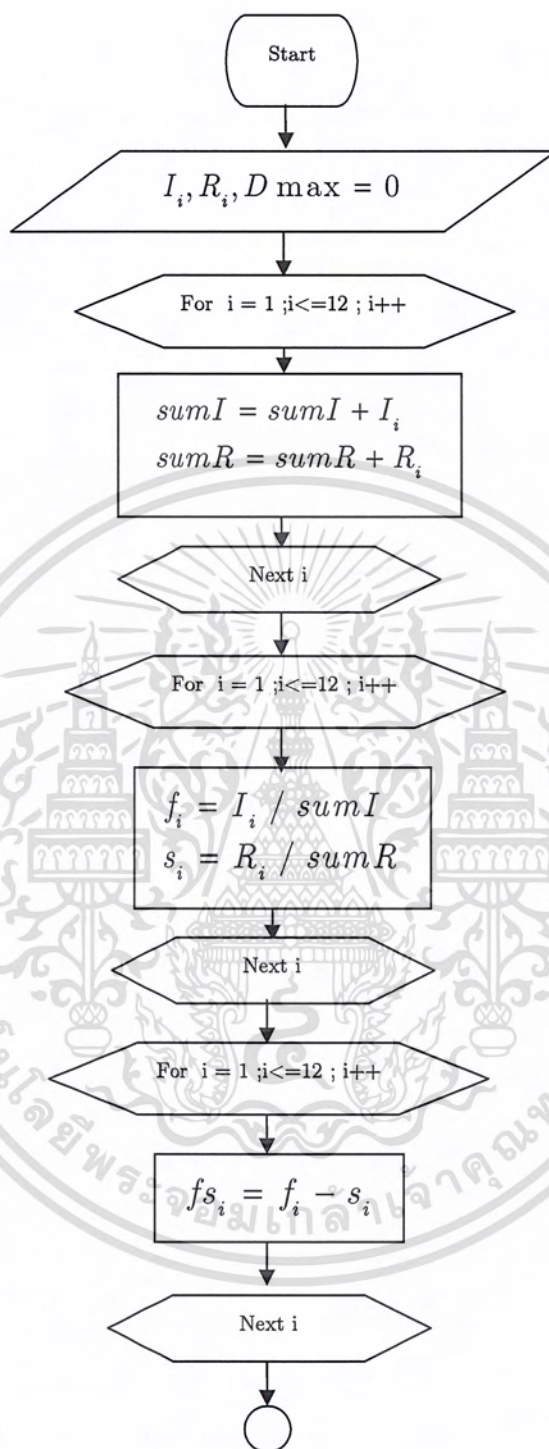 Start
I_i, R_i, D max = 0
For i = 1 ;i<=12 ; i++
sumI = sumI + I_i
sumR = sumR + R_i
Next i
For i = 1 ;i<=12 ; i++
f_i = I_i / sumI
s_i = R_i / sumR
Next i
For i = 1 ;i<=12 ; i++
fs_i = f_i − s_i
Next i